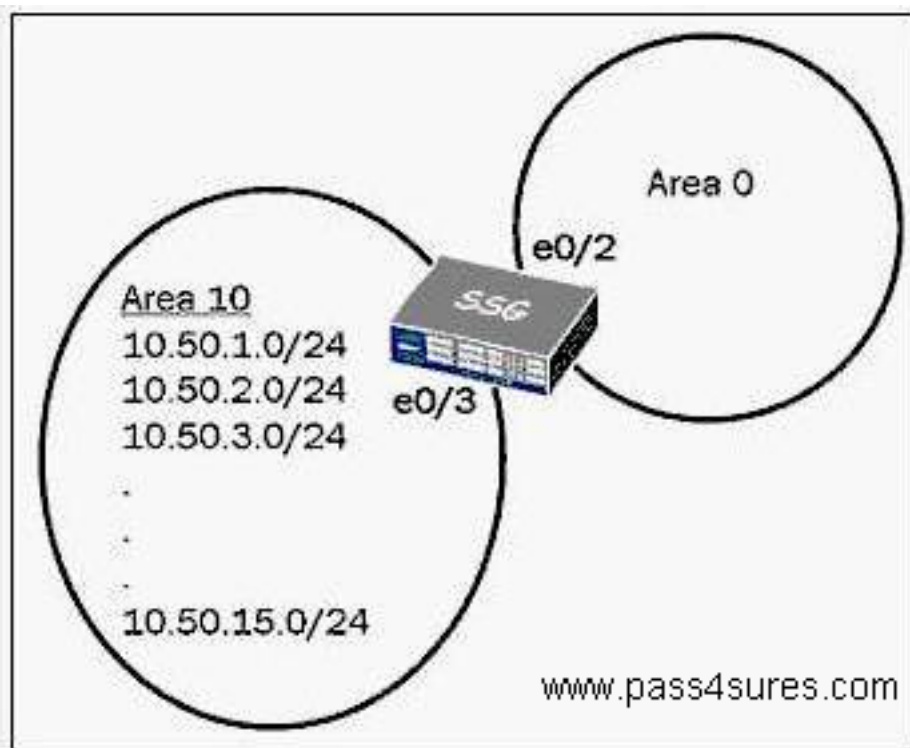 Area 0
e0/2
SSG
Area 10
10.50.1.0/24
10.50.2.0/24
10.50.3.0/24
.
.
.
10.50.15.0/24
e0/3
www.pass4sures.com